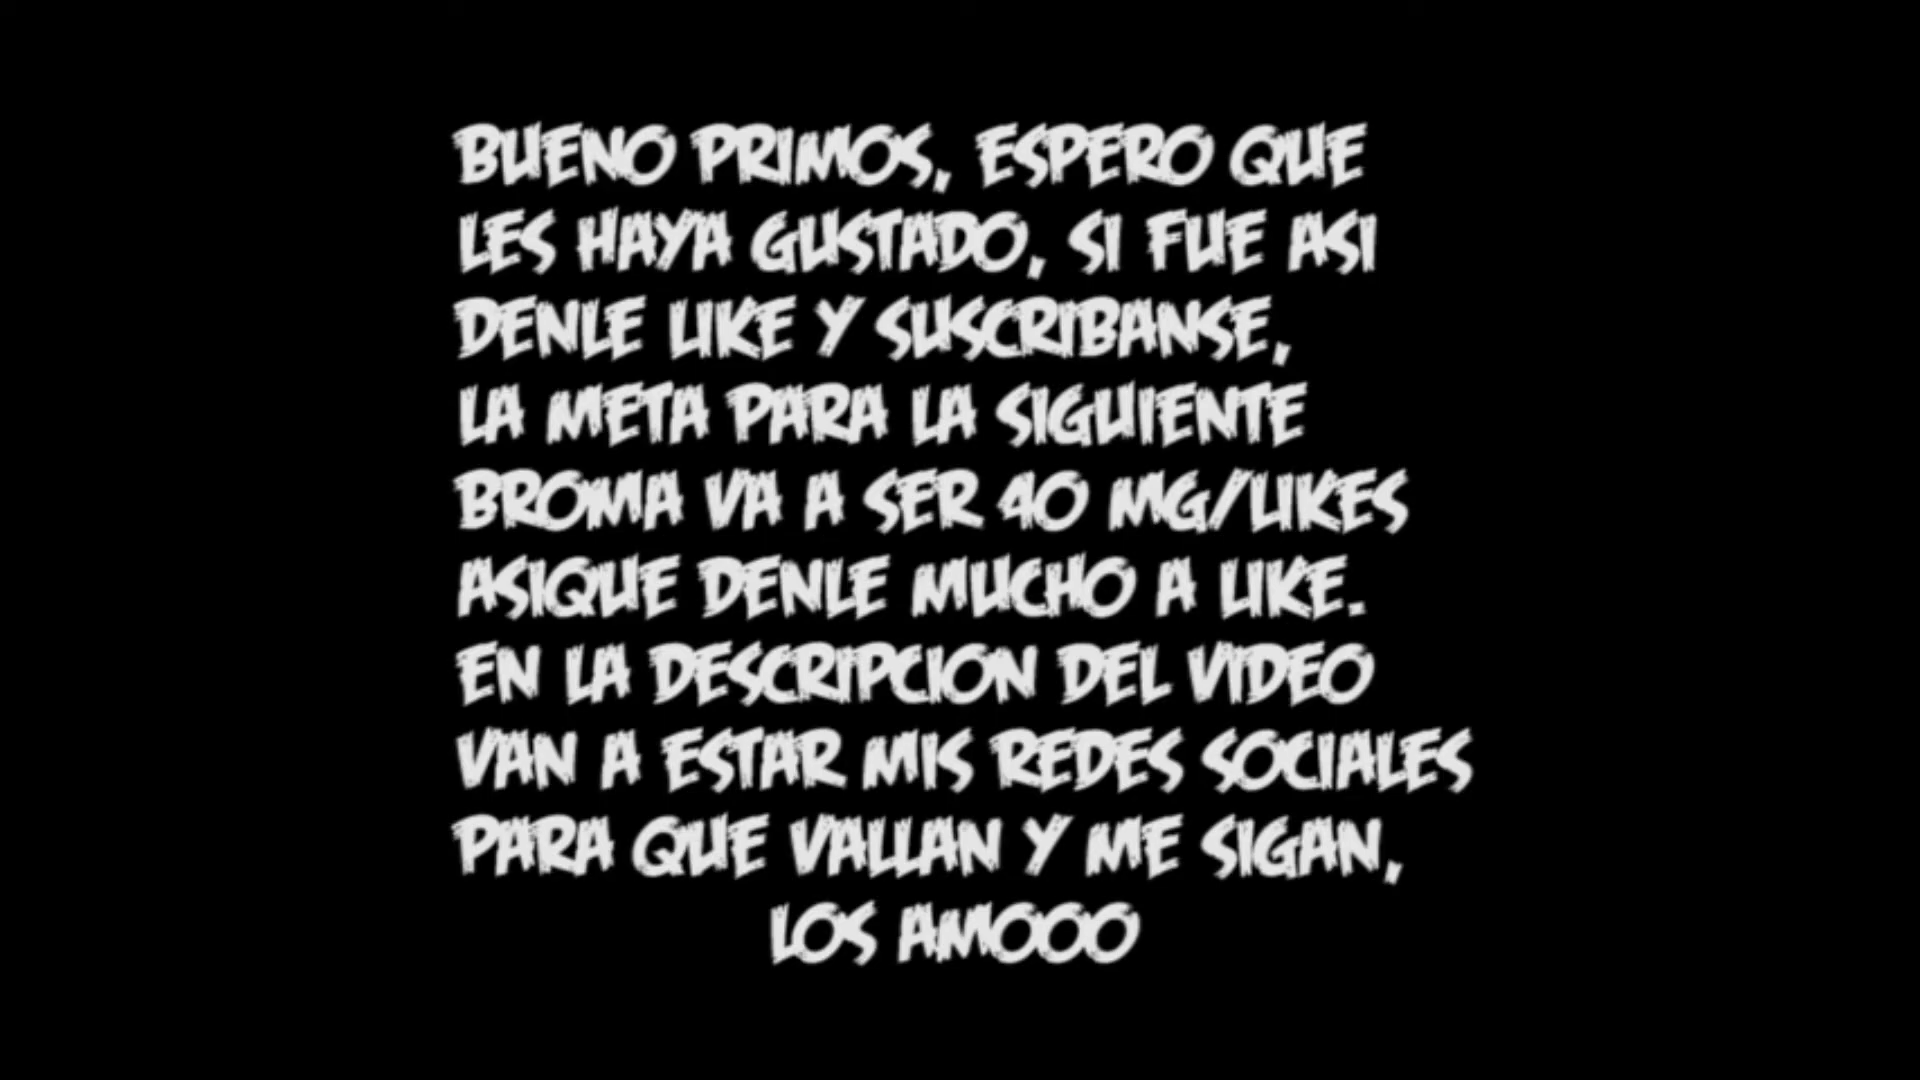 BUENO PRIMOS, ESPERO QUE
LES HAYA GUSTADO, SI FUE ASI
DENLE LIKE Y SUSCRIBANSE,
LA META PARA LA SIGUIENTE
BROMA VA A SER 40 MG/LIKES
ASIQUE DENLE MUCHO A LIKE.
EN LA DESCRIPCION DEL VIDEO
VAN A ESTAR MIS REDES SOCIALES
PARA QUE VALLAN Y ME SIGAN,
LOS AMOOO